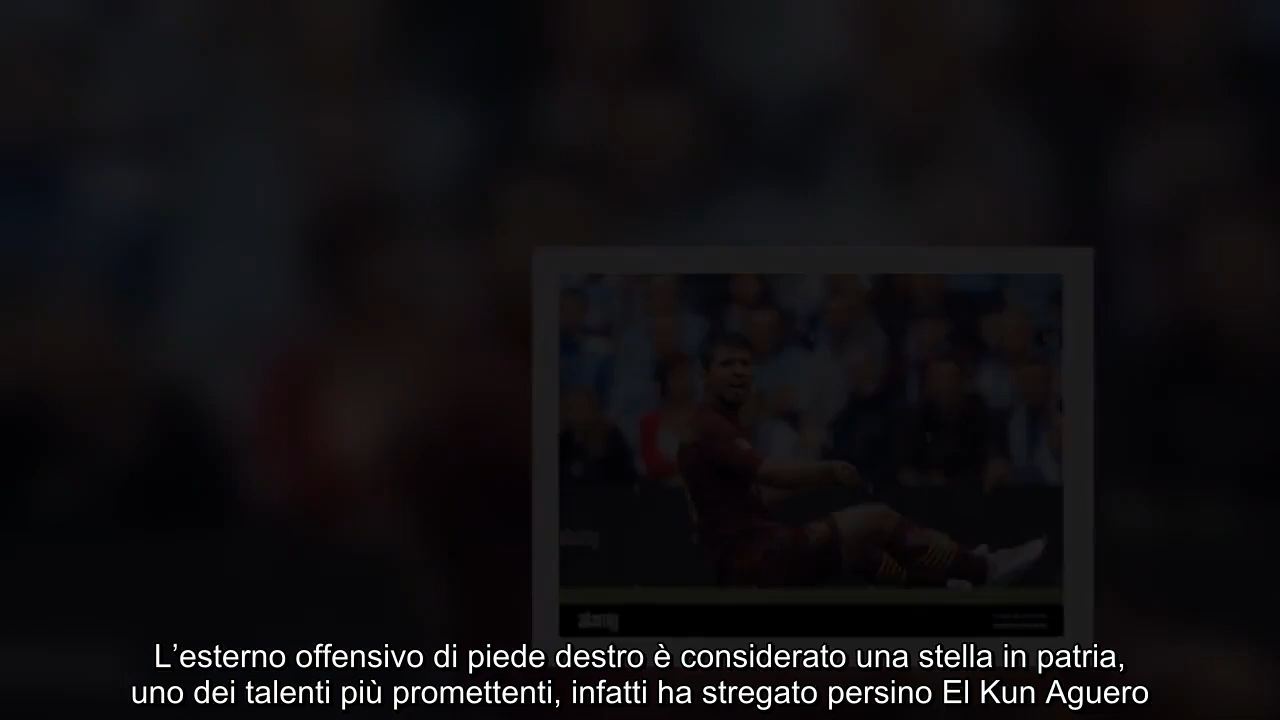 alamy
L’esterno offensivo di piede destro è considerato una stella in patria,
uno dei talenti più promettenti, infatti ha stregato persino El Kun Aguero